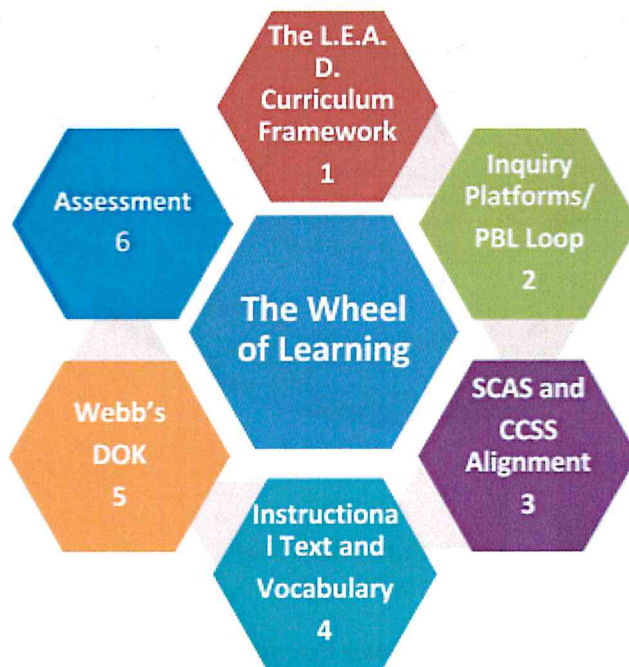 The L.E.A.
D.
Curriculum
Framework
1
Inquiry
Platforms/
PBL Loop
2
SCAS and
CCSS
Alignment
3
Instructiona
l Text and
Vocabulary
4
Webb's
DOK
5
Assessment
6
The Wheel
of Learning